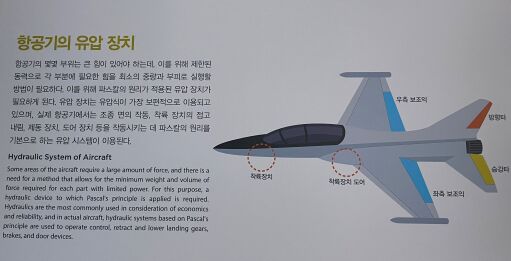 항공기의 유압 장치
항공기의 몇몇 부위는 큰 힘이 있어야 하는데, 이를 위해 제한된
동력으로 각 부분에 필요한 힘을 최소의 중량과 부피로 실행할
방법이 필요하다. 이를 위해 파스칼의 원리가 적용된 유압 장치가
필요하게 된다. 유압 장치는 유압식이 가장 보편적으로 이용되고
있으며, 실제 항공기에서는 조종 면의 작동, 착륙 장치의 접고
내림, 제동 장치, 도어 장치 등을 작동시키는 데 파스칼의 원리를
기본으로 하는 유압 시스템이 이용된다.
Hydraulic System of Aircraft
Some areas of the aircraft require a large amount of force, and there is a
need for a method that allows for the minimum weight and volume of
force required for each part with limited power. For this purpose, a
hydraulic device to which Pascal's principle is applied is required.
Hydraulics are the most commonly used in consideration of economics
and reliability, and in actual aircraft, hydraulic systems based on Pascal's
principle are used to operate control, retract and lower landing gears,
brakes, and door devices.
우측 보조익
방향타
승강타
착륙장치
착륙장치 도어
좌측 보조익